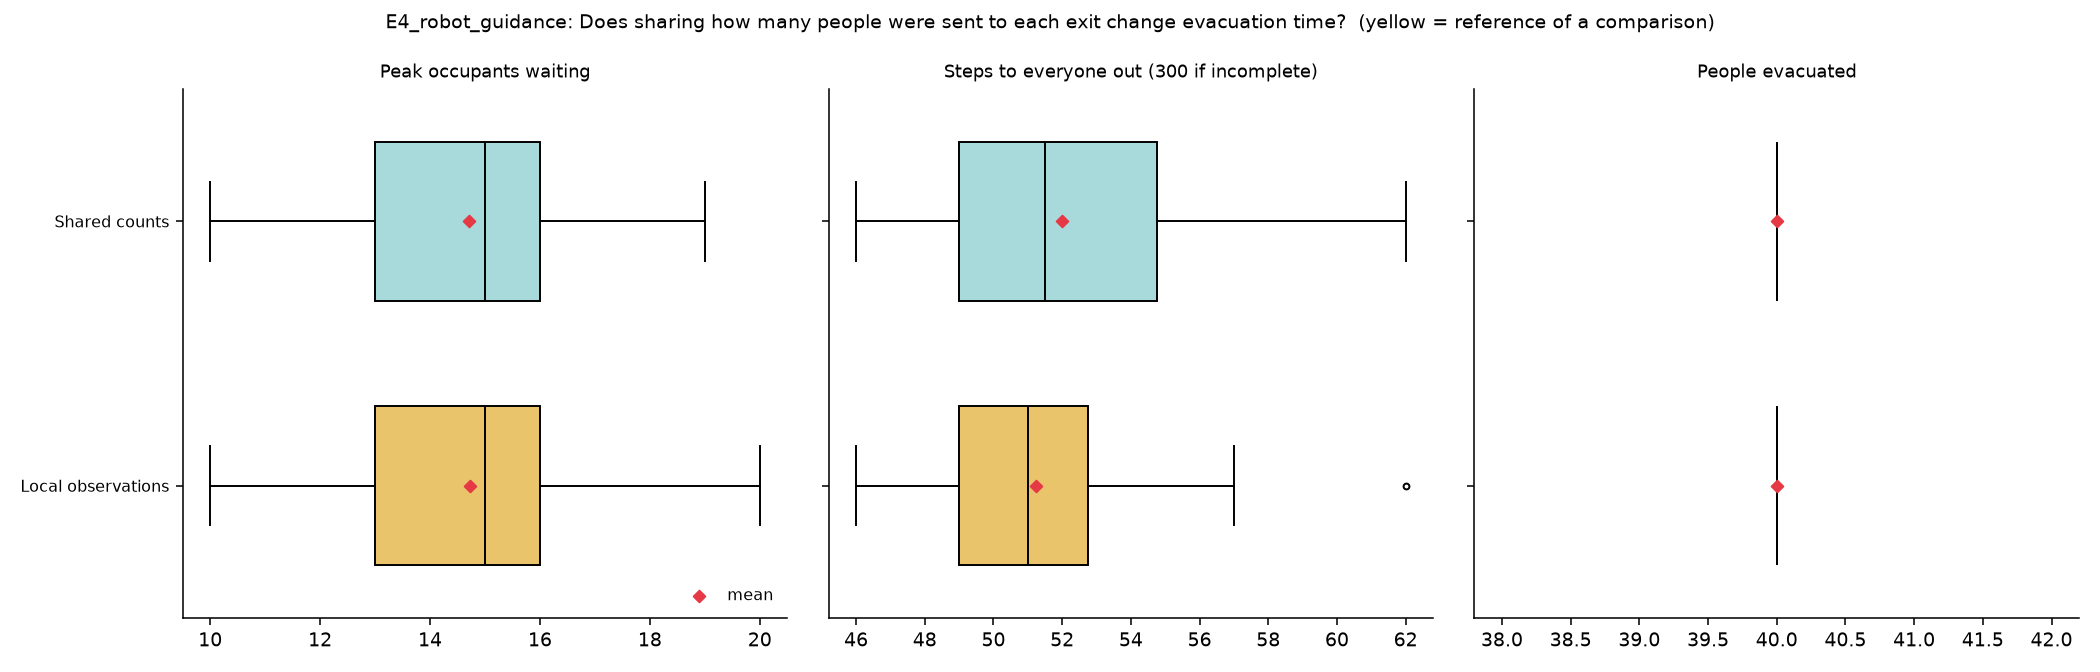 E4_robot_guidance: Does sharing how many people were sent to each exit change evacuation time?  (yellow = reference of a comparison)
Peak occupants waiting
Steps to everyone out (300 if incomplete)
People evacuated
Shared counts
Local observations
mean
10 12 14 16 18 20
46 48 50 52 54 56 58 60 62
38.0 38.5 39.0 39.5 40.0 40.5 41.0 41.5 42.0